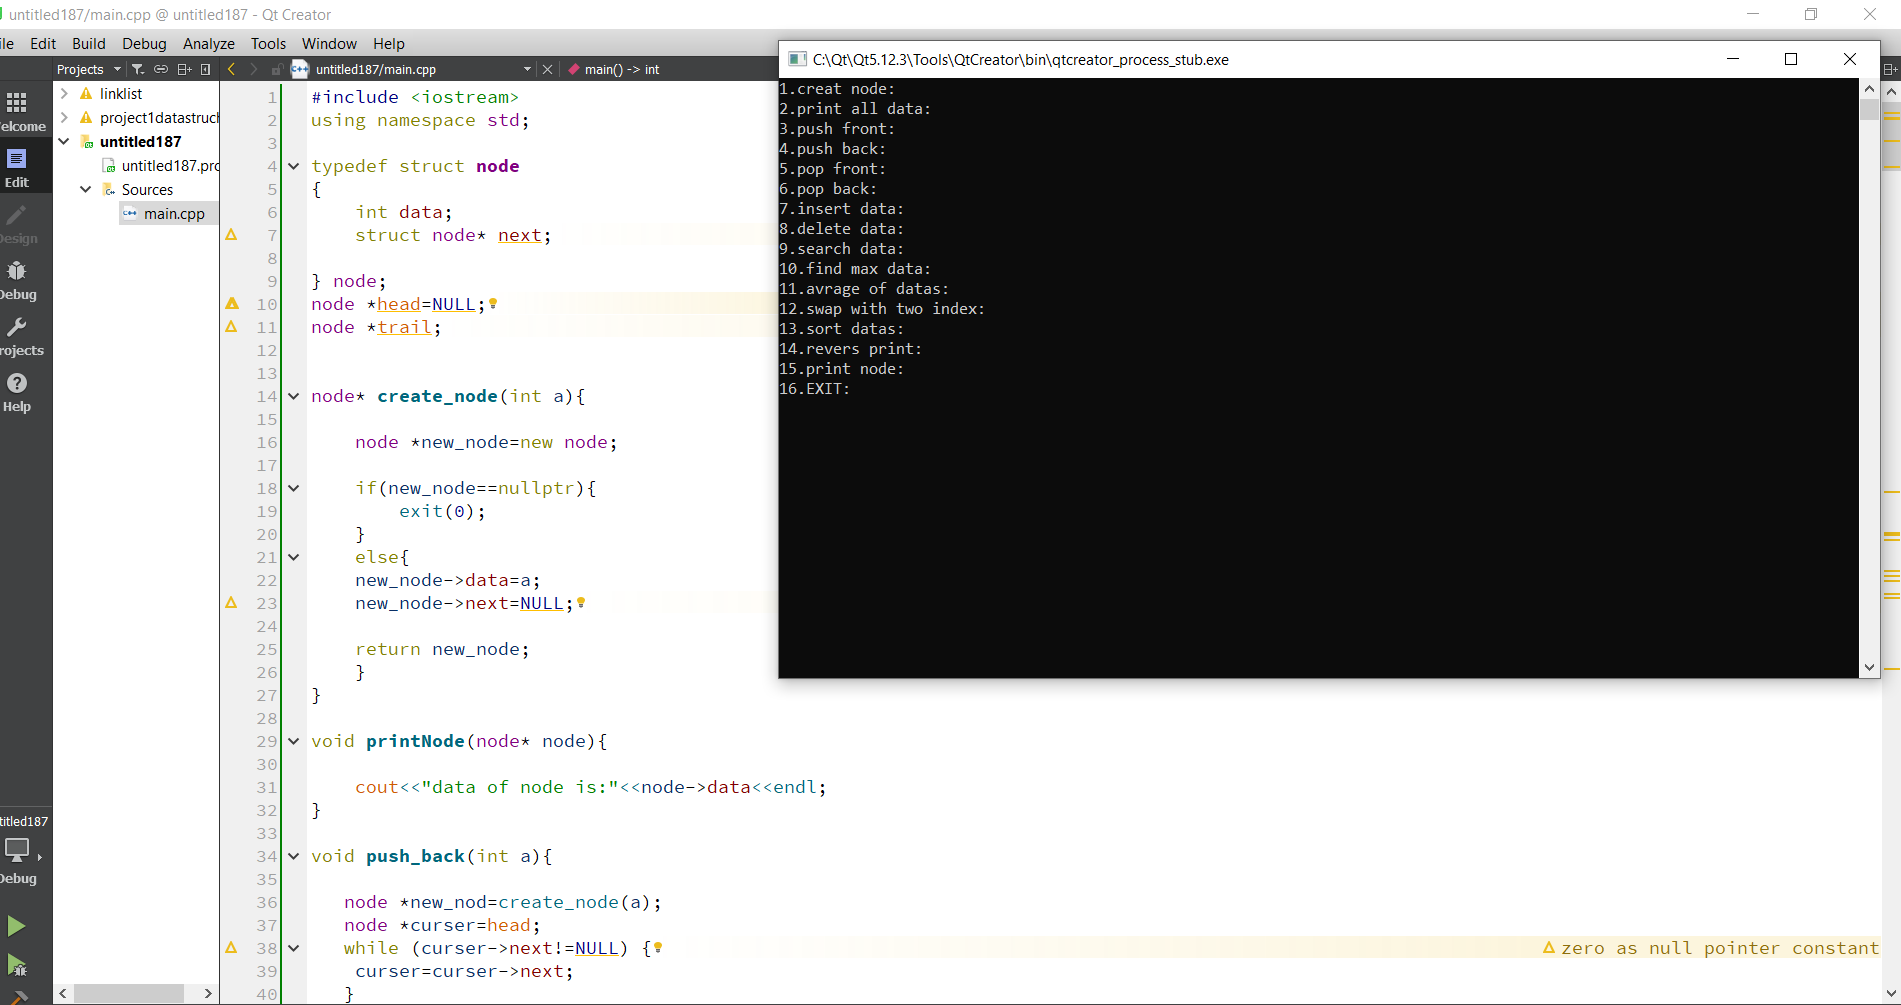 untitled187/main.cpp @ untitled187 - Qt Creator
ile Edit Build Debug Analyze Tools Window Help
Projects
untitled187/main.cpp
main() -> int
elcome
Edit
Design
Debug
rojects
Help
titled187
Debug
linklist
project1datastruct
untitled187
untitled187.pro
Sources
main.cpp
1 #include <iostream>
2 using namespace std;
3
4 typedef struct node
5 {
6 int data;
7 struct node* next;
8
9 } node;
10 node *head=NULL;
11 node *trail;
12
13
14 node* create_node(int a){
15
16 node *new_node=new node;
17
18 if(new_node==nullptr){
19 exit(0);
20 }
21 else{
22 new_node->data=a;
23 new_node->next=NULL;
24
25 return new_node;
26 }
27 }
28
29 void printNode(node* node){
30
31 cout<<"data of node is:"<<node->data<<endl;
32 }
33
34 void push_back(int a){
35
36 node *new_nod=create_node(a);
37 node *curser=head;
38 while (curser->next!=NULL) { zero as null pointer constant
39 curser=curser->next;
40 }
C:\Qt\Qt5.12.3\Tools\QtCreator\bin\qtcreator_process_stub.exe
1.creat node:
2.print all data:
3.push front:
4.push back:
5.pop front:
6.pop back:
7.insert data:
8.delete data:
9.search data:
10.find max data:
11.avrage of datas:
12.swap with two index:
13.sort datas:
14.revers print:
15.print node:
16.EXIT: